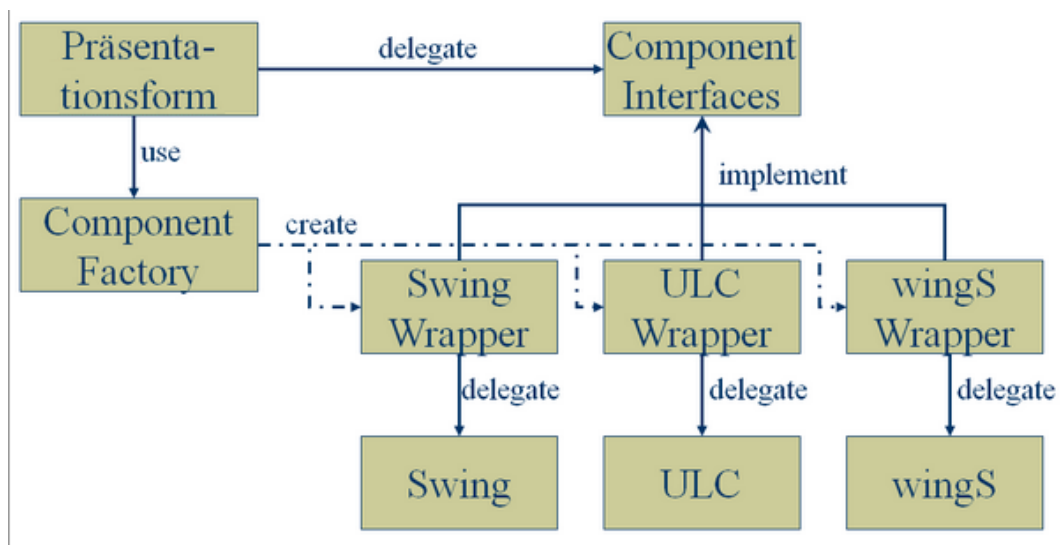 Präsenta-
tionsform
delegate
Component
Interfaces
use
implement
Component
Factory
create
Swing
Wrapper
ULC
Wrapper
wingS
Wrapper
delegate
delegate
delegate
Swing
ULC
wingS